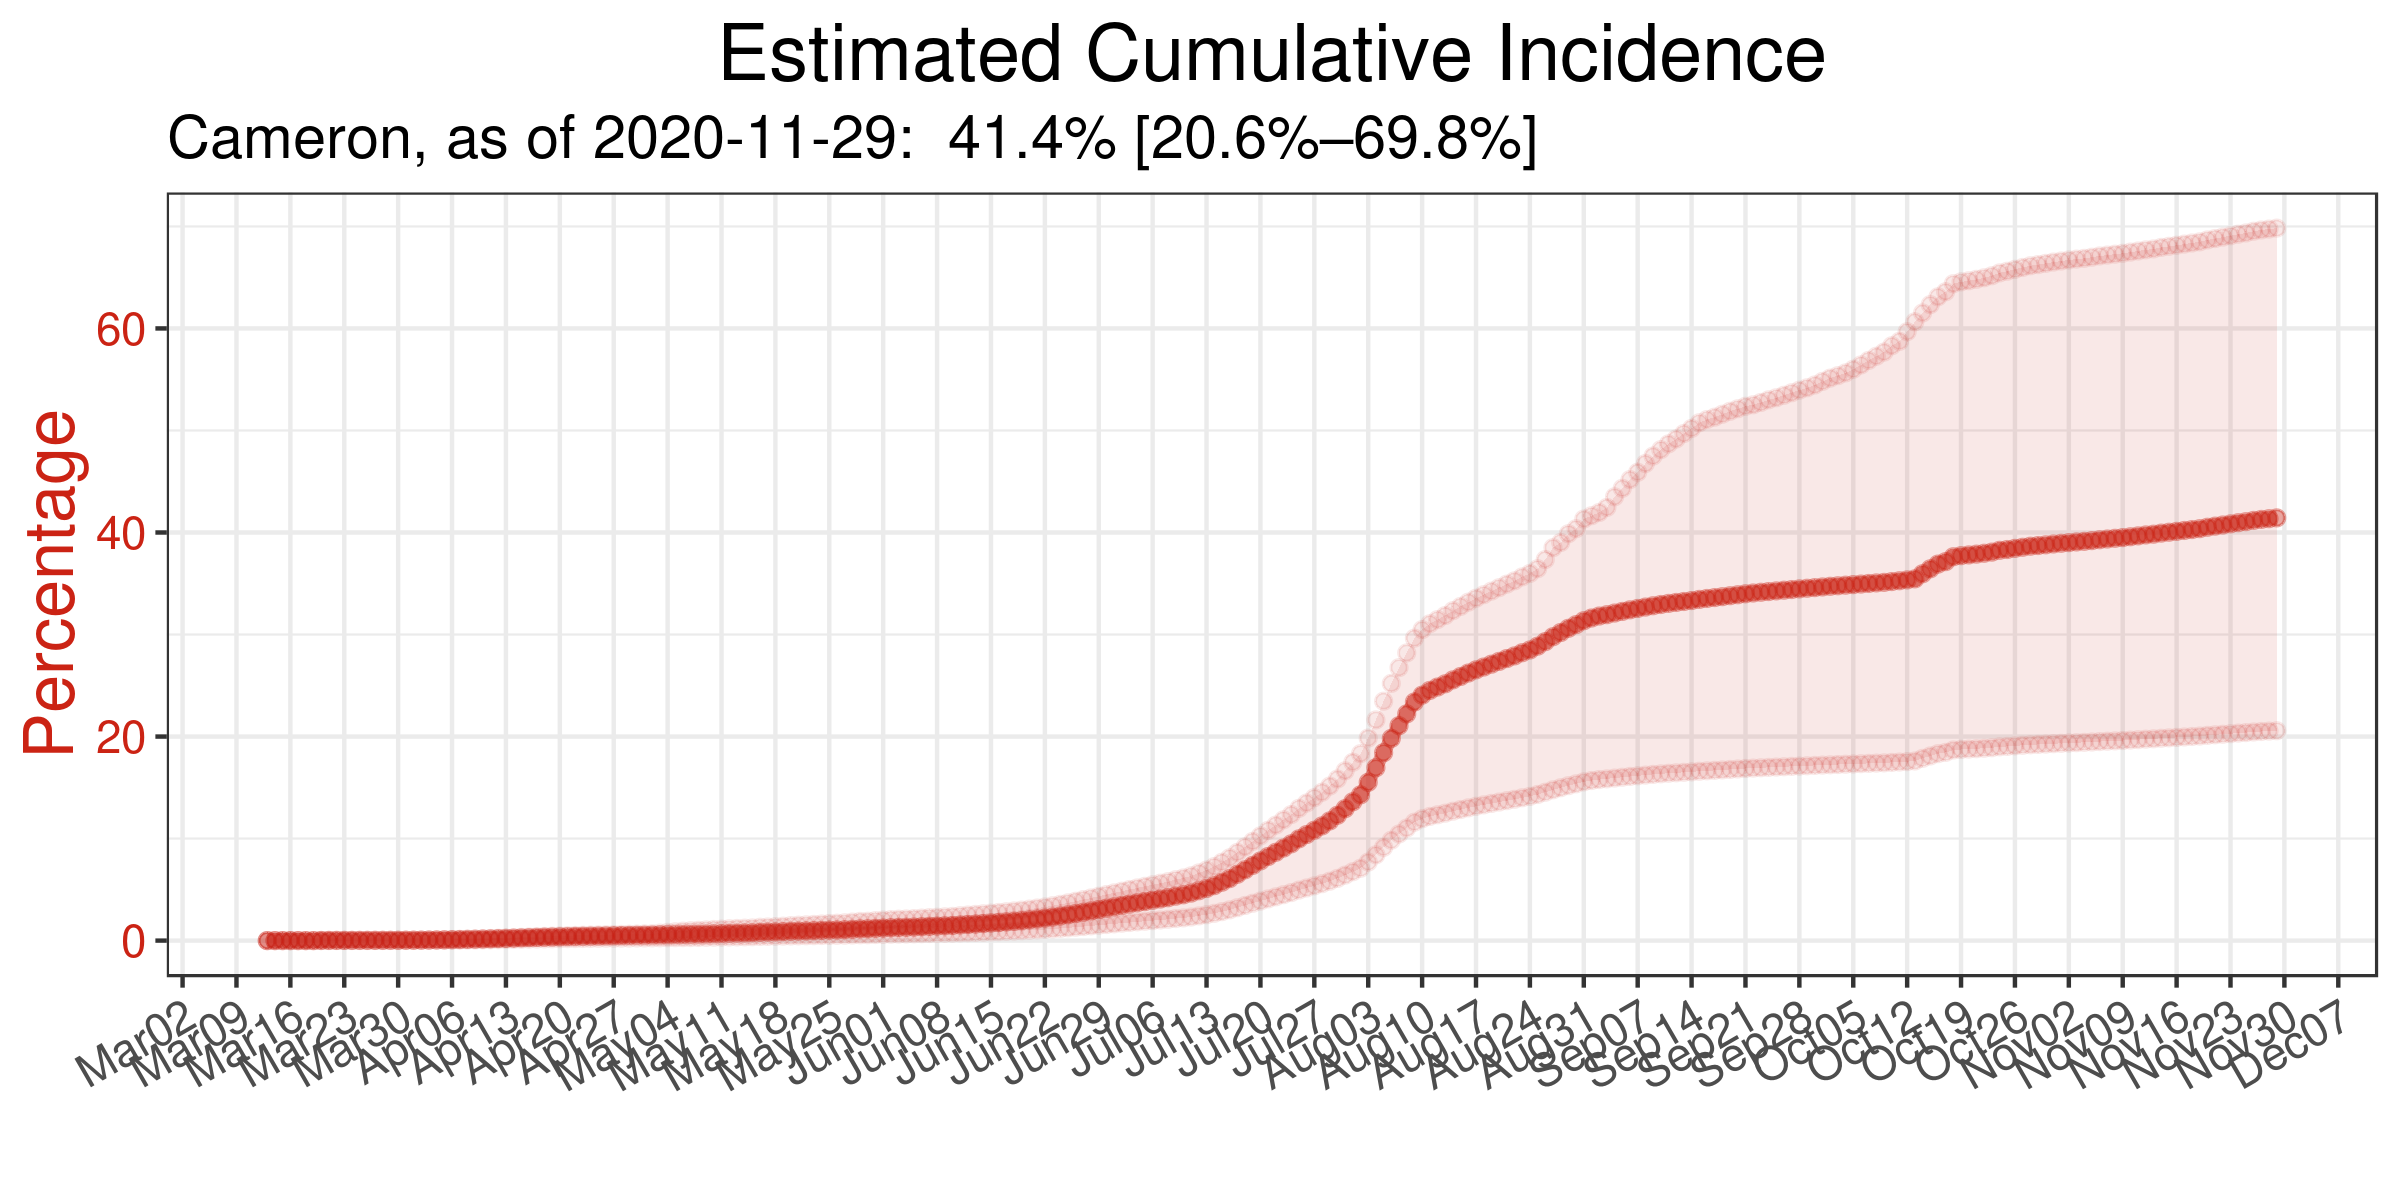 Estimated Cumulative Incidence
Cameron, as of 2020-11-29:  41.4% [20.6%–69.8%]
Percentage
60
40
20
0
Mar02
Mar09
Mar16
Mar23
Mar30
Apr06
Apr13
Apr20
Apr27
May04
May11
May18
May25
Jun01
Jun08
Jun15
Jun22
Jun29
Jul06
Jul13
Jul20
Jul27
Aug03
Aug10
Aug17
Aug24
Aug31
Sep07
Sep14
Sep21
Sep28
Oct05
Oct12
Oct19
Oct26
Nov02
Nov09
Nov16
Nov23
Nov30
Dec07